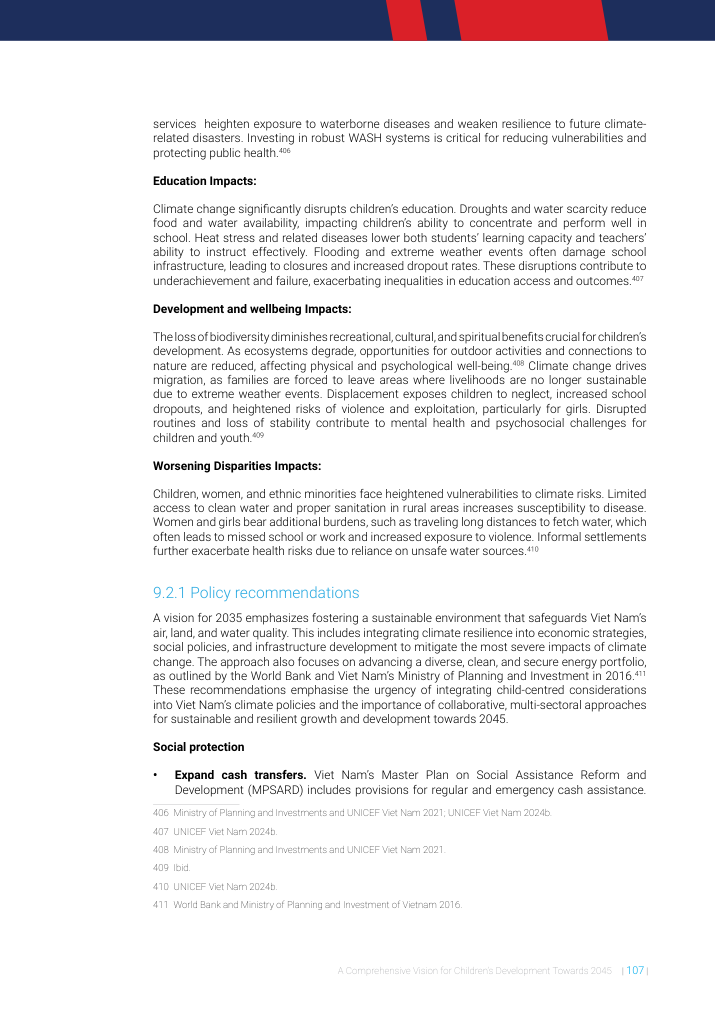 services  heighten exposure to waterborne diseases and weaken resilience to future climate-
related disasters. Investing in robust WASH systems is critical for reducing vulnerabilities and
protecting public health.406
Education Impacts:
Climate change significantly disrupts children's education. Droughts and water scarcity reduce
food and water availability, impacting children's ability to concentrate and perform well in
school. Heat stress and related diseases lower both students' learning capacity and teachers'
ability to instruct effectively. Flooding and extreme weather events often damage school
infrastructure, leading to closures and increased dropout rates. These disruptions contribute to
underachievement and failure, exacerbating inequalities in education access and outcomes.407
Development and wellbeing Impacts:
The loss of biodiversity diminishes recreational, cultural, and spiritual benefits crucial for children's
development. As ecosystems degrade, opportunities for outdoor activities and connections to
nature are reduced, affecting physical and psychological well-being.408 Climate change drives
migration, as families are forced to leave areas where livelihoods are no longer sustainable
due to extreme weather events. Displacement exposes children to neglect, increased school
dropouts, and heightened risks of violence and exploitation, particularly for girls. Disrupted
routines and loss of stability contribute to mental health and psychosocial challenges for
children and youth.409
Worsening Disparities Impacts:
Children, women, and ethnic minorities face heightened vulnerabilities to climate risks. Limited
access to clean water and proper sanitation in rural areas increases susceptibility to disease.
Women and girls bear additional burdens, such as traveling long distances to fetch water, which
often leads to missed school or work and increased exposure to violence. Informal settlements
further exacerbate health risks due to reliance on unsafe water sources.410
9.2.1 Policy recommendations
A vision for 2035 emphasizes fostering a sustainable environment that safeguards Viet Nam's
air, land, and water quality. This includes integrating climate resilience into economic strategies,
social policies, and infrastructure development to mitigate the most severe impacts of climate
change. The approach also focuses on advancing a diverse, clean, and secure energy portfolio,
as outlined by the World Bank and Viet Nam's Ministry of Planning and Investment in 2016.411
These recommendations emphasise the urgency of integrating child-centred considerations
into Viet Nam's climate policies and the importance of collaborative, multi-sectoral approaches
for sustainable and resilient growth and development towards 2045.
Social protection
• Expand cash transfers. Viet Nam's Master Plan on Social Assistance Reform and
Development (MPSARD) includes provisions for regular and emergency cash assistance.
406 Ministry of Planning and Investments and UNICEF Viet Nam 2021; UNICEF Viet Nam 2024b.
407 UNICEF Viet Nam 2024b.
408 Ministry of Planning and Investments and UNICEF Viet Nam 2021.
409 Ibid.
410 UNICEF Viet Nam 2024b.
411 World Bank and Ministry of Planning and Investment of Vietnam 2016.
A Comprehensive Vision for Children's Development Towards 2045 | 107 |